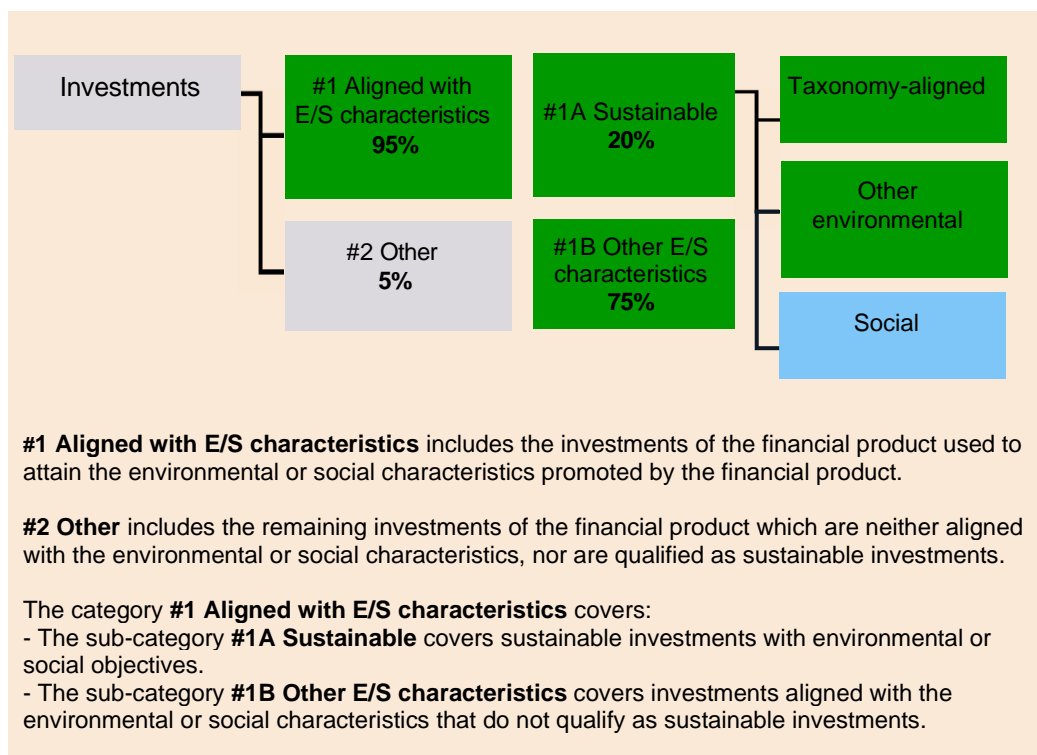 Investments
#1 Aligned with
E/S characteristics
95%
#2 Other
5%
#1A Sustainable
20%
#1B Other E/S
characteristics
75%
Taxonomy-aligned
Other
environmental
Social
#1 Aligned with E/S characteristics includes the investments of the financial product used to
attain the environmental or social characteristics promoted by the financial product.
#2 Other includes the remaining investments of the financial product which are neither aligned
with the environmental or social characteristics, nor are qualified as sustainable investments.
The category #1 Aligned with E/S characteristics covers:
- The sub-category #1A Sustainable covers sustainable investments with environmental or
social objectives.
- The sub-category #1B Other E/S characteristics covers investments aligned with the
environmental or social characteristics that do not qualify as sustainable investments.